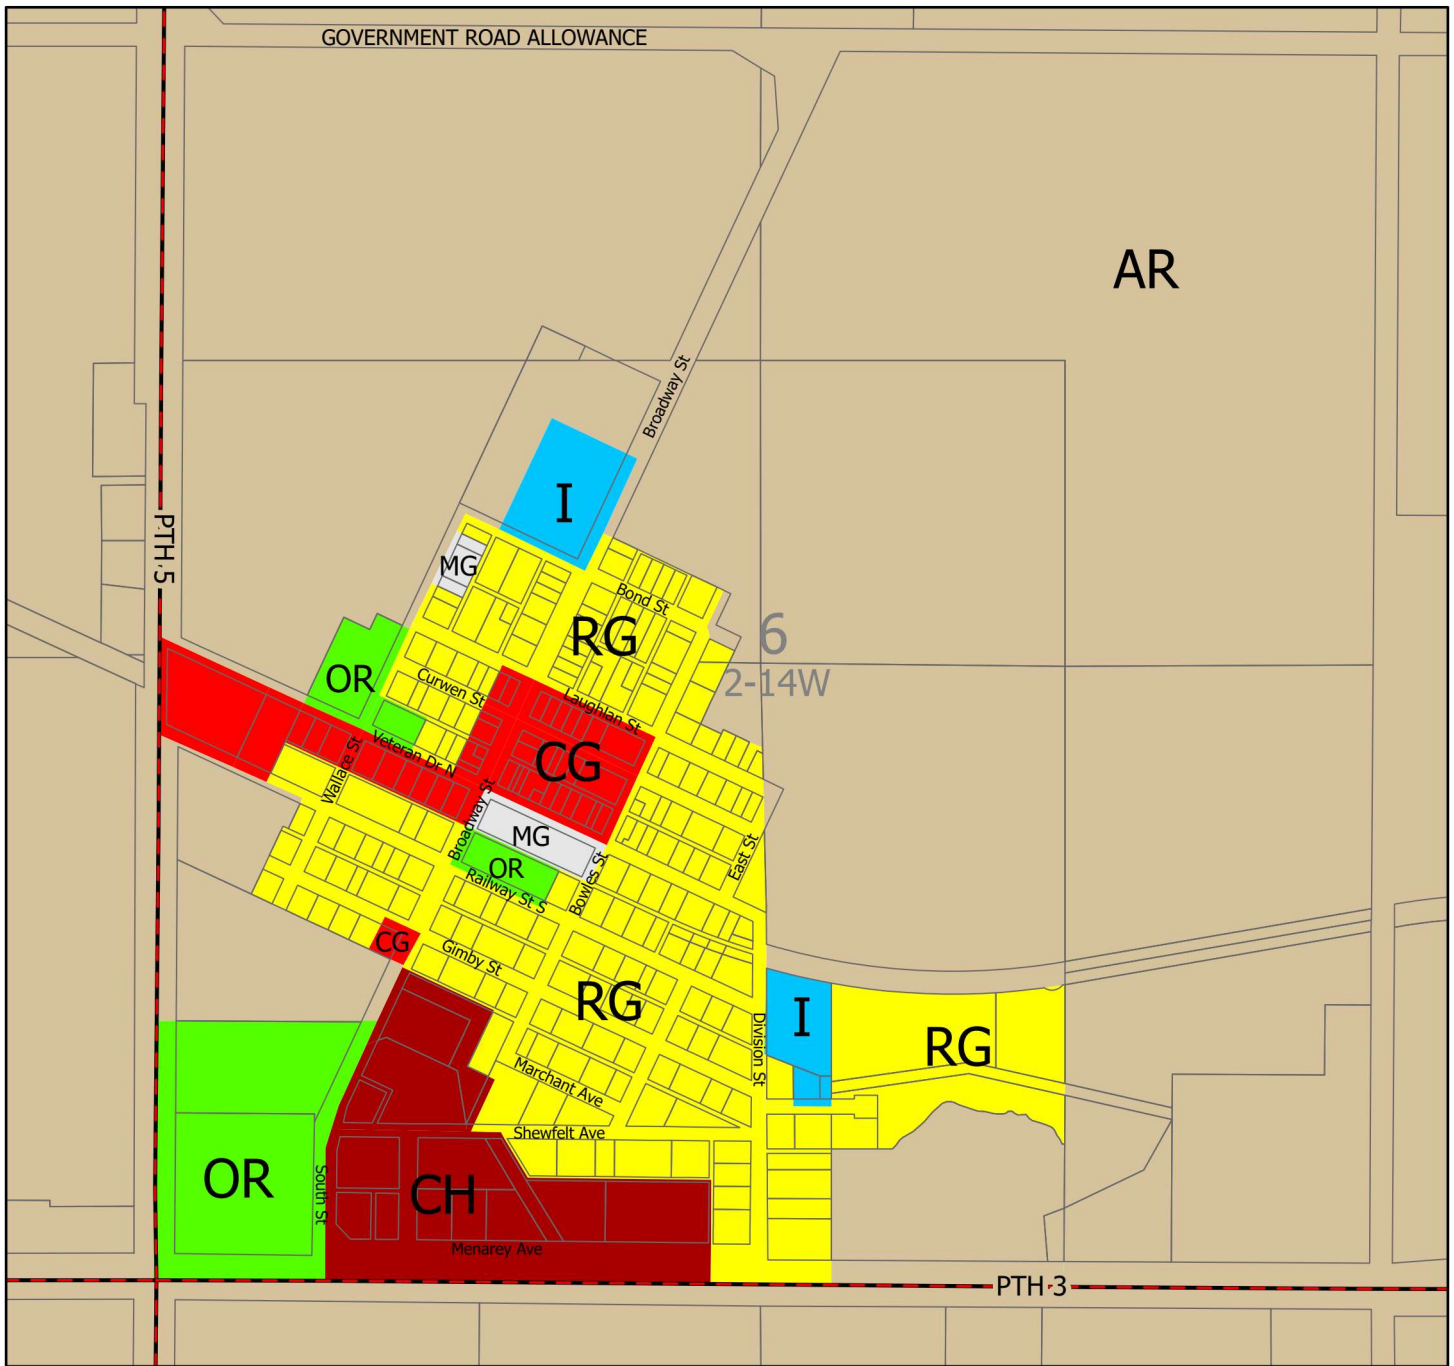 GOVERNMENT ROAD ALLOWANCE
AR
Broadway St
I
PTH 5
MG
Bond St
RG
6
2-14W
OR
Curwen St
Laughlan St
CG
Veteran Dr N
Wallace St
Broadway St
MG
OR
Railway St S
Bowles St
East St
CG
Gimby St
RG
I
Division St
RG
Marchant Ave
Shewfelt Ave
OR
South St
CH
Menarey Ave
PTH 3